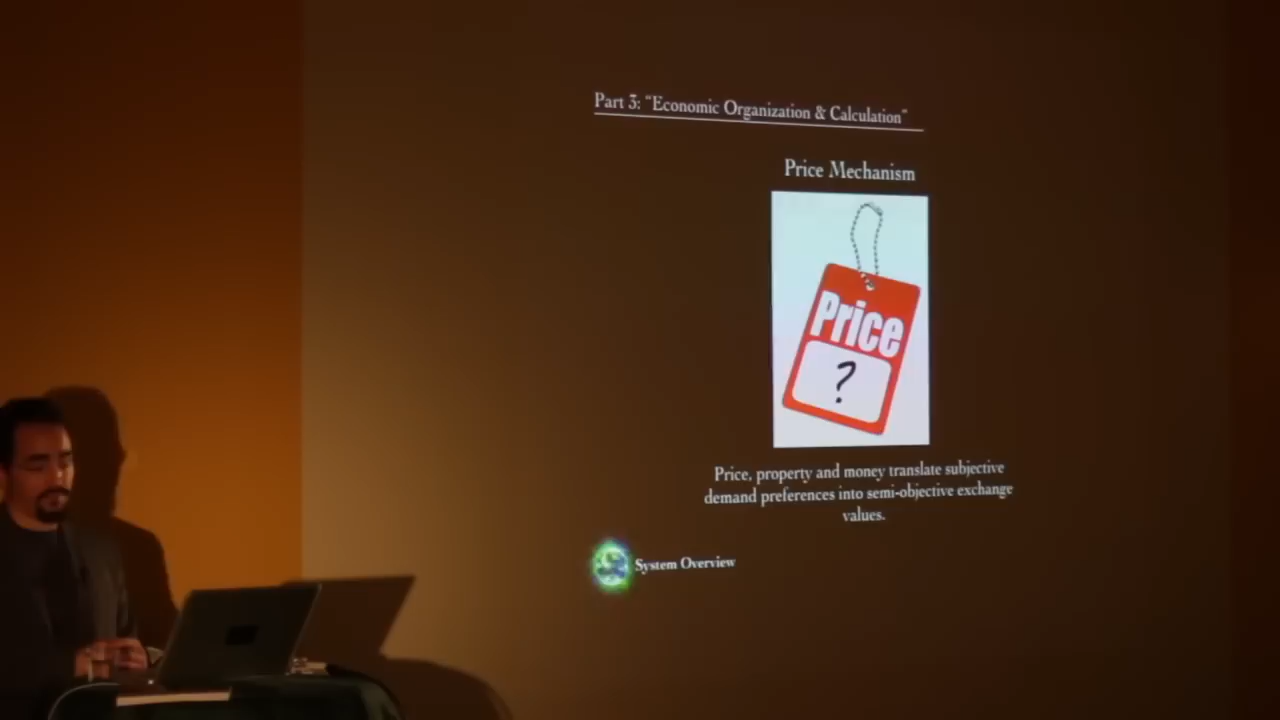 Part 3: "Economic Organization & Calculation"
Price Mechanism
Price
?
Price, property and money translate subjective
demand preferences into semi-objective exchange
values.
System Overview